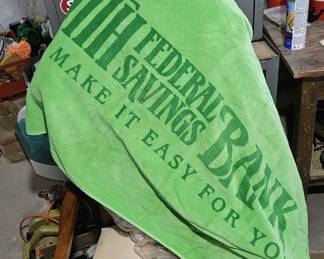 FEDERAL
SAVINGS
BANK
MAKE IT EASY FOR YO